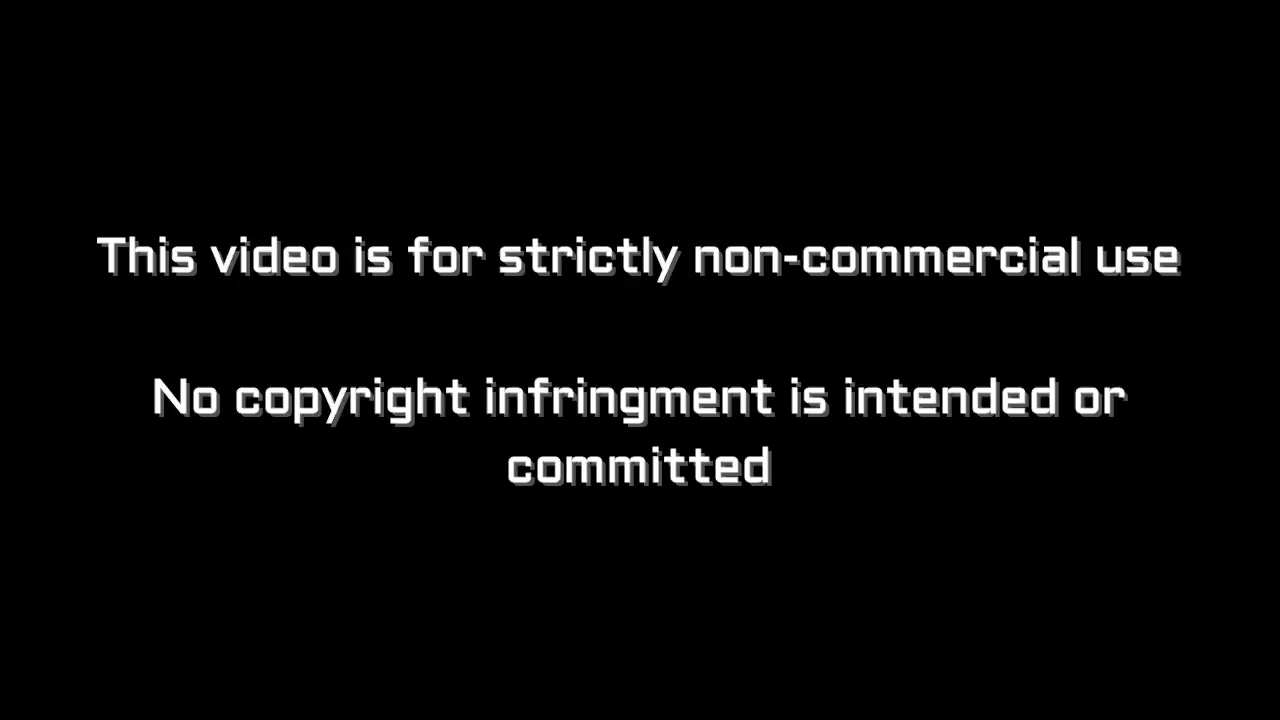 This video is for strictly non-commercial use
No copyright infringment is intended or
committed